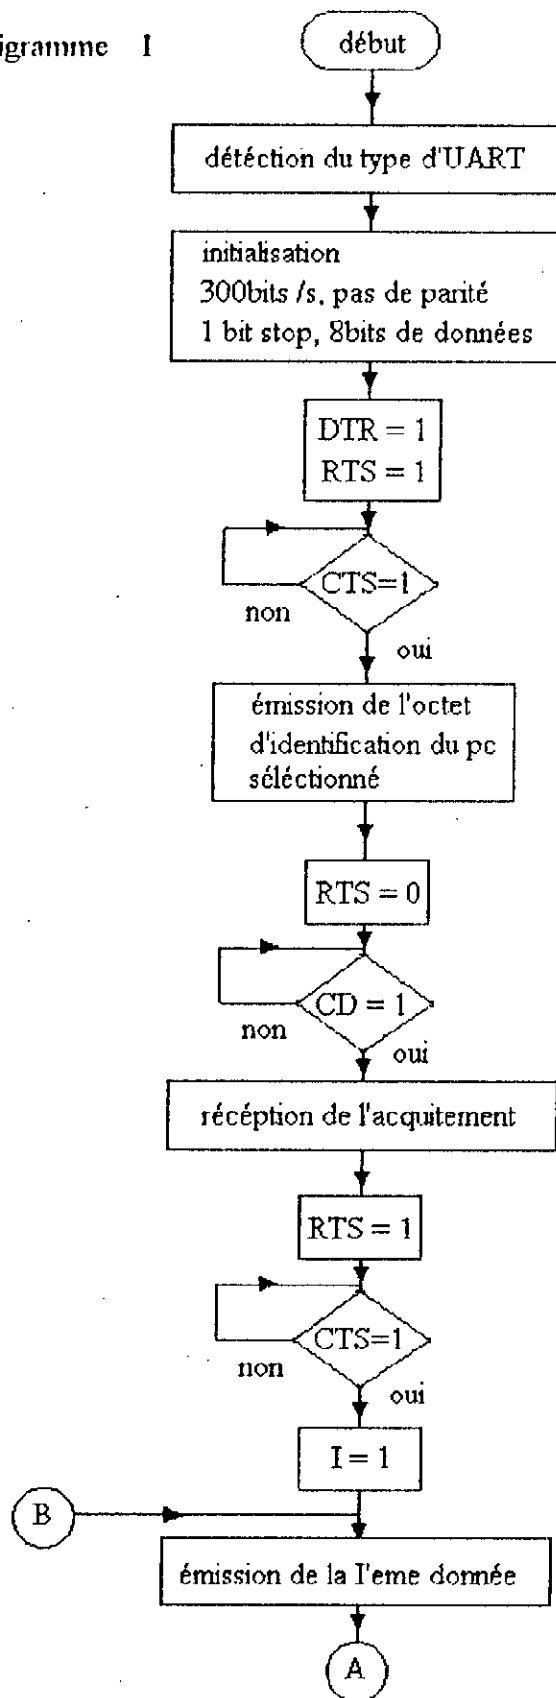 igramme 1
début
détéction du type d'UART
initialisation
300bits /s, pas de parité
1 bit stop, 8bits de données
DTR = 1
RTS = 1
CTS=1
non
oui
émission de l'octet
d'identification du pc
séléctionné
RTS = 0
CD = 1
non
oui
récéption de l'acquitement
RTS = 1
CTS=1
non
oui
I = 1
B
émission de la I'eme donnée
A